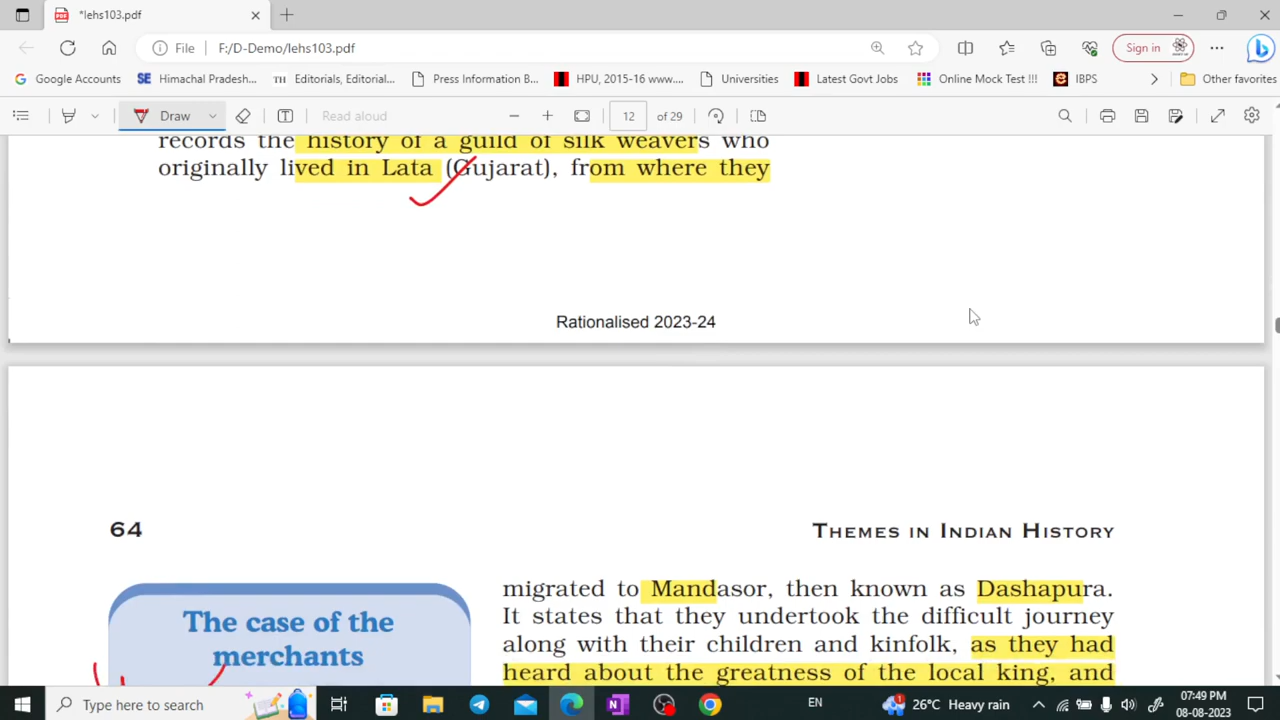 *lehs103.pdf
File F:/D-Demo/lehs103.pdf Sign in
Google Accounts Himachal Pradesh... Editorials, Editorial... Press Information B... HPU, 2015-16 www.... Universities Latest Govt Jobs Online Mock Test !!! IBPS Other favorites
Draw Read aloud 12 of 29
records the history of a guild of silk weavers who
originally lived in Lata (Gujarat), from where they
Rationalised 2023-24
64 THEMES IN INDIAN HISTORY
The case of the
merchants
migrated to Mandasor, then known as Dashapura.
It states that they undertook the difficult journey
along with their children and kinfolk, as they had
heard about the greatness of the local king, and
Type here to search EN 26°C Heavy rain 07:49 PM
08-08-2023